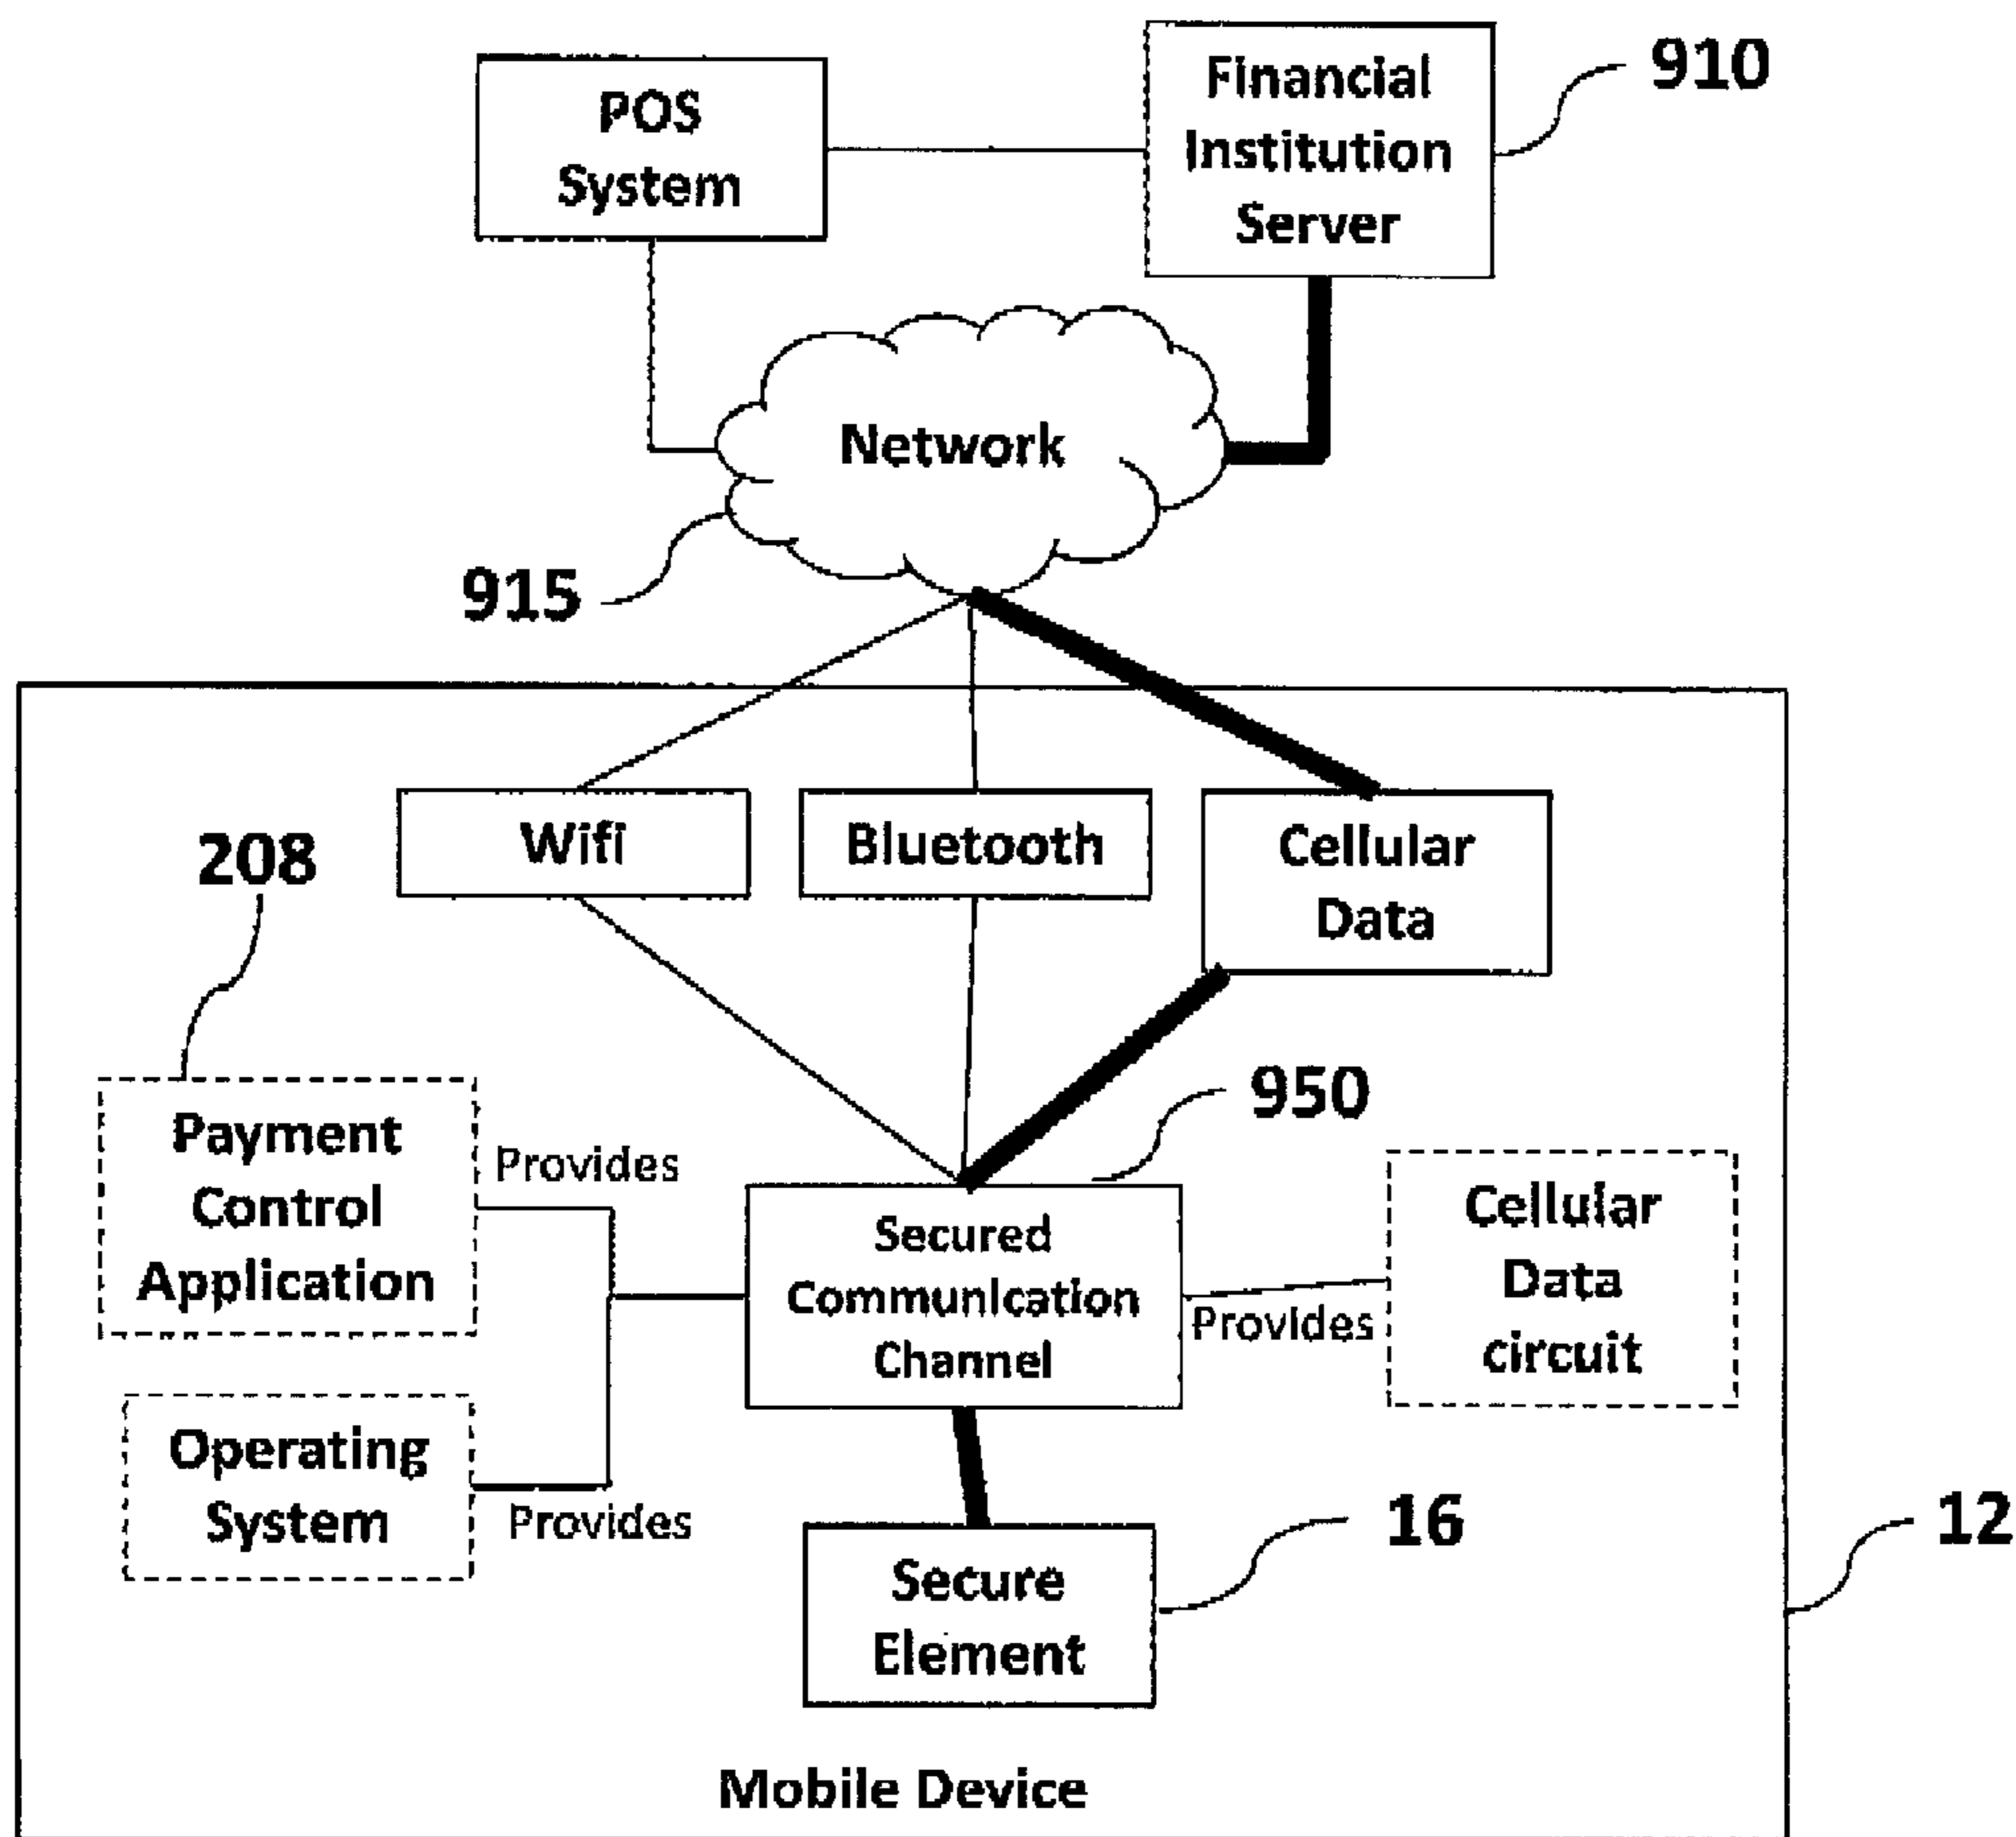 POS
System
Financial
Institution
Server
910
Network
915
Wifi
Bluetooth
Cellular
Data
208
Payment
Control
Application
Provides
950
Secured
Communication
Channel
Provides
Cellular
Data
circuit
Operating
System
Provides
Secure
Element
16
12
Mobile Device